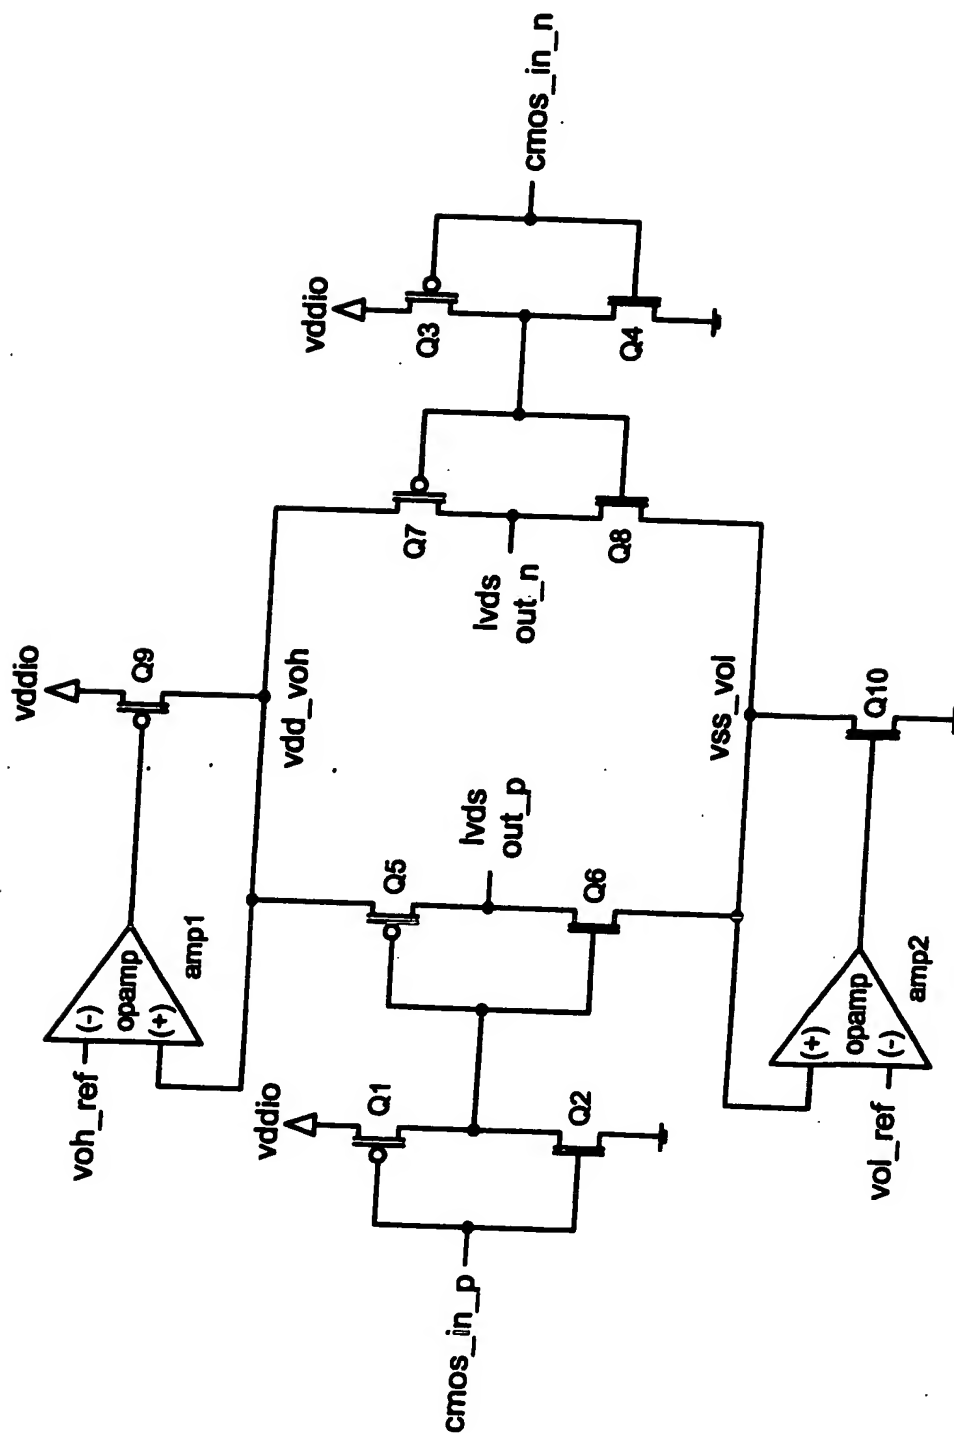 vddio
Q9
voh_ref
(-)
opamp
(+)
amp1
vdd_voh
vddio
Q1
Q2
cmos_in_p
Q5
Q6
lvds
out_p
Q7
Q8
lvds
out_n
vddio
Q3
Q4
cmos_in_n
vss_vol
Q10
(+)
opamp
(-)
amp2
vol_ref